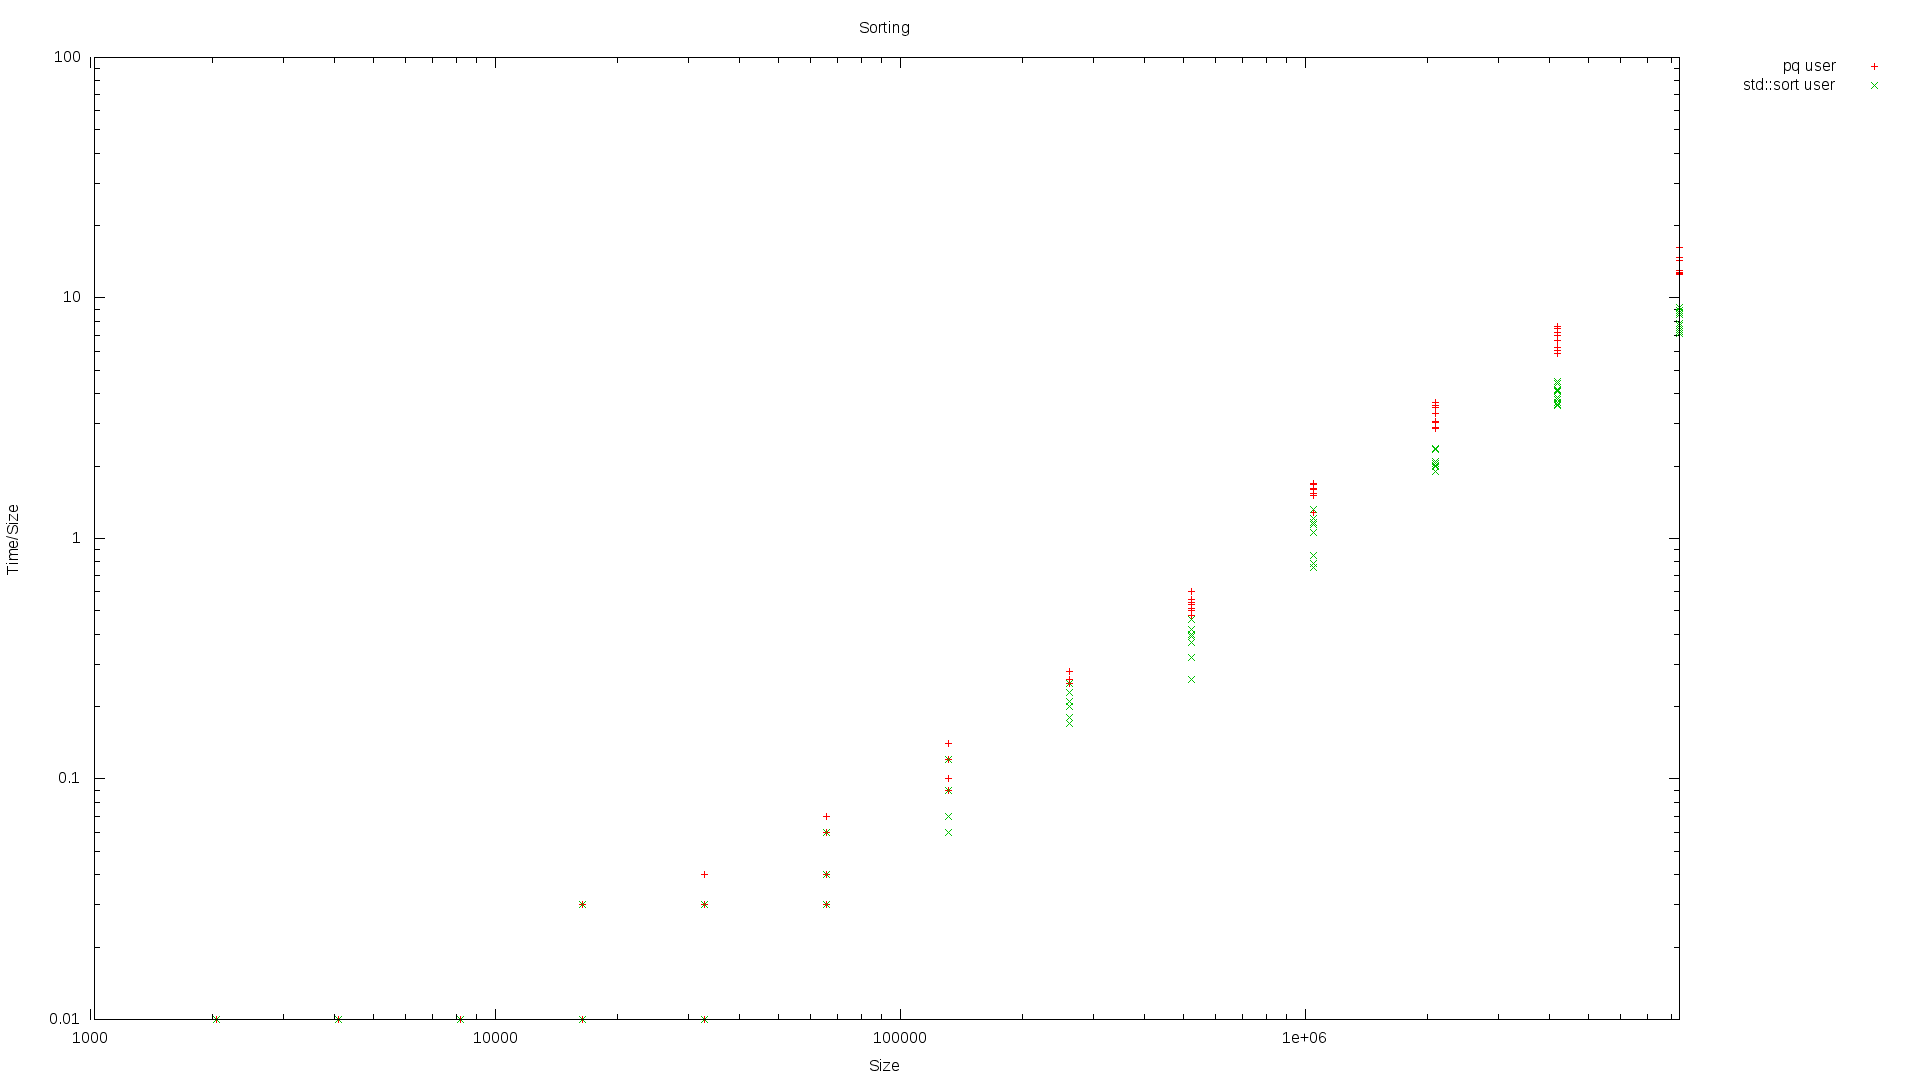 Sorting
pq user
std::sort user
100
10
1
0.1
0.01
Time/Size
1000
10000
100000
1e+06
Size